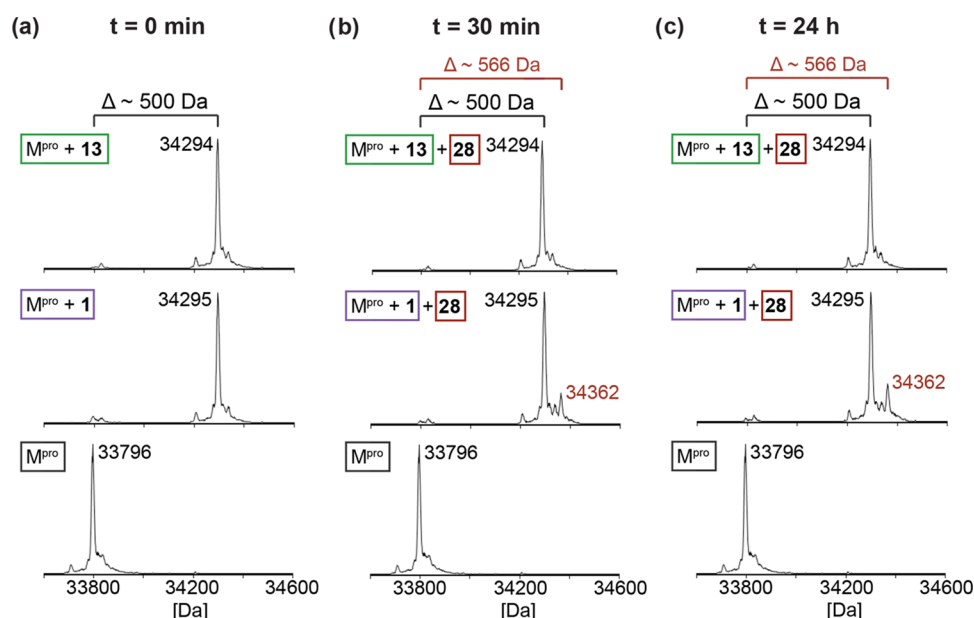 (a) t = 0 min
Δ ~ 500 Da
Mᵖʳᵒ + 13
34294
Mᵖʳᵒ + 1
34295
Mᵖʳᵒ
33796
33800 34200 34600
[Da]
(b) t = 30 min
Δ ~ 566 Da
Δ ~ 500 Da
Mᵖʳᵒ + 13 + 28
34294
Mᵖʳᵒ + 1 + 28
34295
34362
Mᵖʳᵒ
33796
33800 34200 34600
[Da]
(c) t = 24 h
Δ ~ 566 Da
Δ ~ 500 Da
Mᵖʳᵒ + 13 + 28
34294
Mᵖʳᵒ + 1 + 28
34295
34362
Mᵖʳᵒ
33796
33800 34200 34600
[Da]